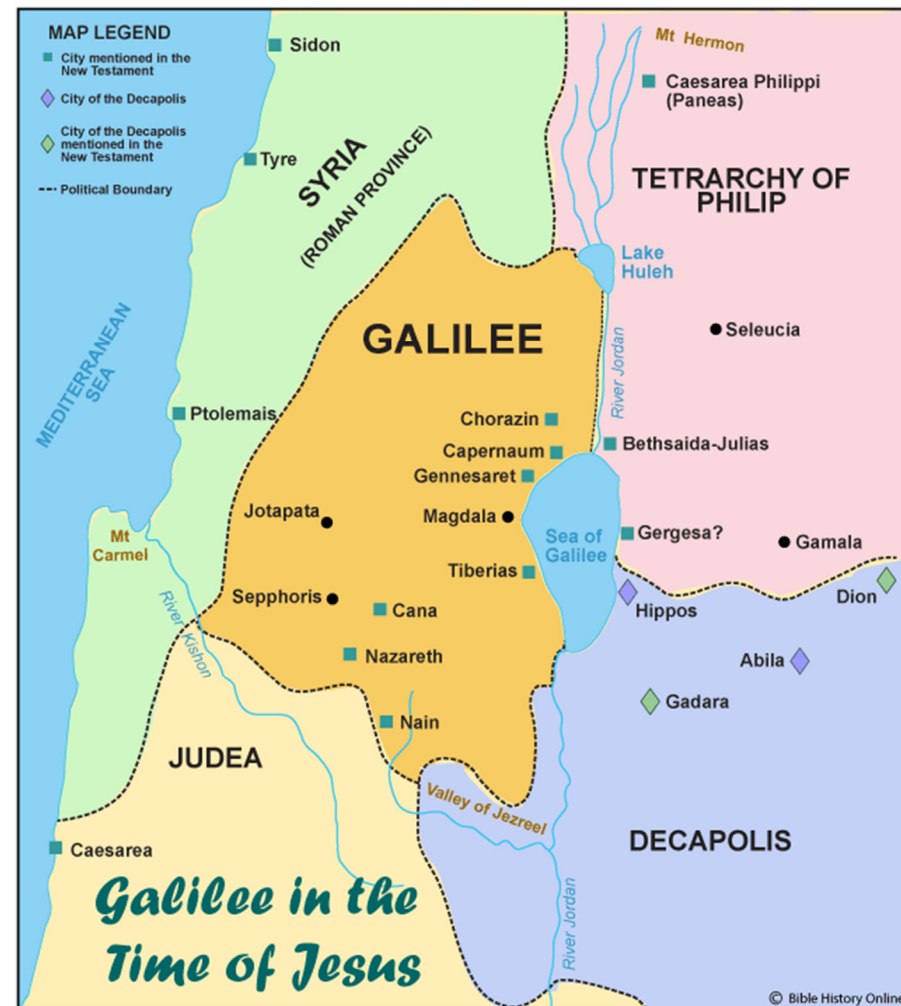 MAP LEGEND
City mentioned in the
New Testament
City of the Decapolis
City of the Decapolis
mentioned in the
New Testament
Political Boundary
Sidon
Mt Hermon
Caesarea Philippi
(Paneas)
Tyre
SYRIA
(ROMAN PROVINCE)
TETRARCHY OF
PHILIP
Lake
Huleh
MEDITERRANEAN
SEA
GALILEE
Seleucia
River Jordan
Ptolemais
Chorazin
Capernaum
Bethsaida-Julias
Gennesaret
Jotapata
Magdala
Sea of
Galilee
Gergesa?
Gamala
Mt
Carmel
Tiberias
Dion
River Kishon
Sepphoris
Cana
Hippos
Nazareth
Abila
Gadara
Nain
JUDEA
Valley of Jezreel
DECAPOLIS
Caesarea
River Jordan
Galilee in the
Time of Jesus
© Bible History Online